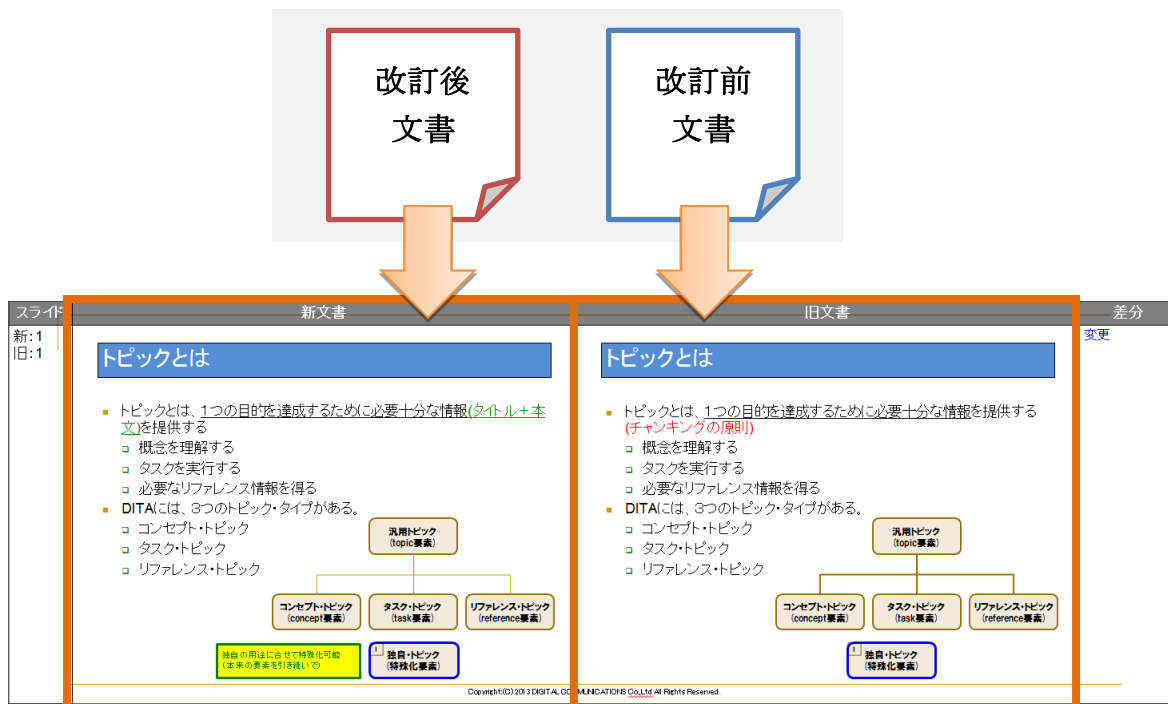 改訂後
文書
改訂前
文書
スライド
新文書
旧文書
差分
新:1
旧:1
トピックとは
▪ トピックとは、1つの目的を達成するために必要十分な情報(タイトル+本
文)を提供する
概念を理解する
タスクを実行する
必要なリファレンス情報を得る
▪ DITAには、3つのトピック・タイプがある。
コンセプト・トピック
タスク・トピック
リファレンス・トピック
汎用トピック
(topic要素)
コンセプト・トピック
(concept要素)
タスク・トピック
(task要素)
リファレンス・トピック
(reference要素)
独自の用途に合せて特殊化可能
(本来の要素を引き継いで)
1
独自・トピック
(特殊化要素)
トピックとは
▪ トピックとは、1つの目的を達成するために必要十分な情報を提供する
(チャンキングの原則)
概念を理解する
タスクを実行する
必要なリファレンス情報を得る
▪ DITAには、3つのトピック・タイプがある。
コンセプト・トピック
タスク・トピック
リファレンス・トピック
汎用トピック
(topic要素)
コンセプト・トピック
(concept要素)
タスク・トピック
(task要素)
リファレンス・トピック
(reference要素)
1
独自・トピック
(特殊化要素)
変更
Copyright:(C)2013 DIGITAL COMMUNICATIONS Co.,Ltd All Rights Reserved.